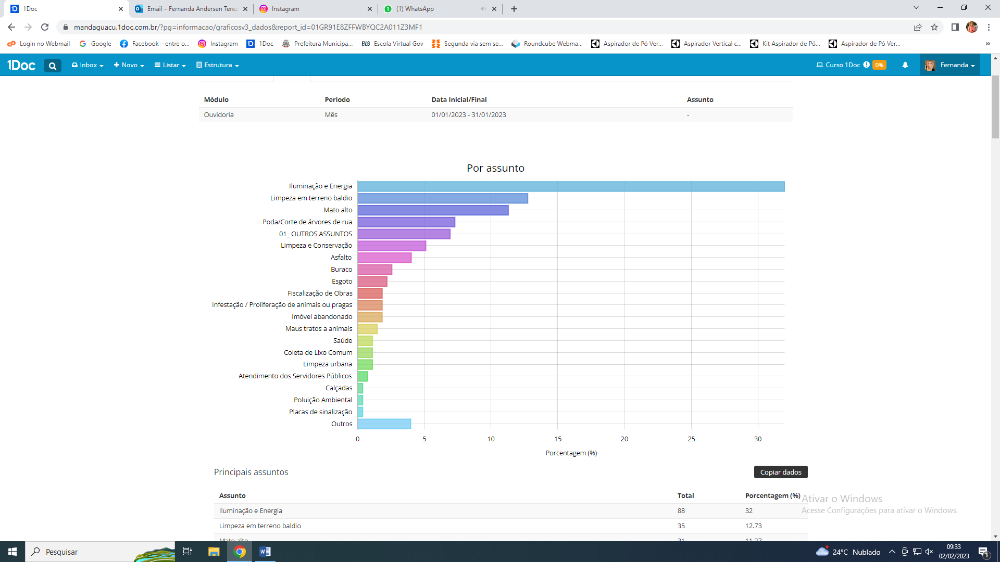 1Doc
Email – Fernanda Andersen Terez
Instagram
(1) WhatsApp
mandaguacu.1doc.com.br/?pg=informacao/graficosv3_dados&report_id=01GR91E8ZFFWBYQC2A011Z3MF1
Login no Webmail
Google
Facebook – entre o...
Instagram
1Doc
Prefeitura Municipa...
EV.G Escola Virtual Gov
Segunda via sem se...
Roundcube Webma...
Aspirador de Pó Ver...
Aspirador Vertical c...
Kit Aspirador de Pó...
Aspirador de Pó Ver...
»
1Doc
Inbox
Novo
Listar
Estrutura
Curso 1Doc 0%
Fernanda
Módulo Período Data Inicial/Final Assunto
Ouvidoria Mês 01/01/2023 - 31/01/2023 -
Por assunto
Iluminação e Energia
Limpeza em terreno baldio
Mato alto
Poda/Corte de árvores de rua
01_ OUTROS ASSUNTOS
Limpeza e Conservação
Asfalto
Buraco
Esgoto
Fiscalização de Obras
Infestação / Proliferação de animais ou pragas
Imóvel abandonado
Maus tratos a animais
Saúde
Coleta de Lixo Comum
Limpeza urbana
Atendimento dos Servidores Públicos
Calçadas
Poluição Ambiental
Placas de sinalização
Outros
0 5 10 15 20 25 30
Porcentagem (%)
Principais assuntos
Copiar dados
Assunto Total Porcentagem (%)
Iluminação e Energia 88 32
Limpeza em terreno baldio 35 12.73
Mato alto 31 11.27
Ativar o Windows
Acesse Configurações para ativar o Windows.
Pesquisar
24°C Nublado
09:33
02/02/2023
1